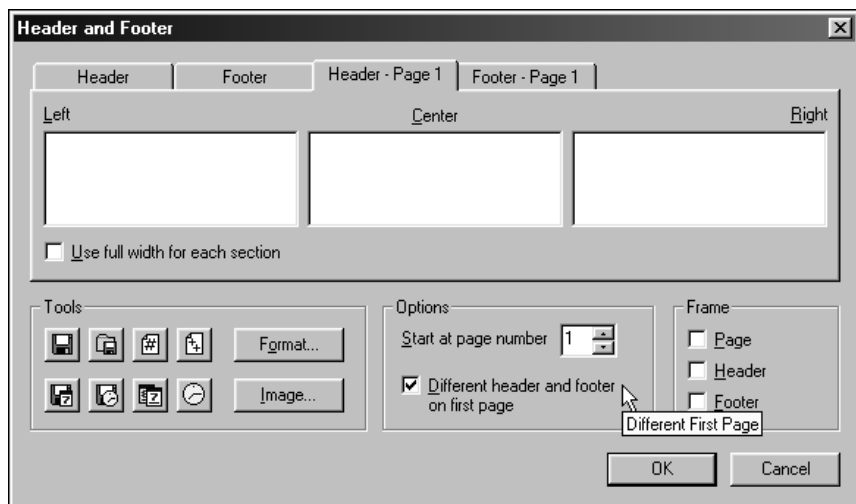 Header and Footer
Header Footer Header - Page 1 Footer - Page 1
Left Center Right
Use full width for each section
Tools Options Frame
Format... Start at page number 1 Page
Header
Image... Different header and footer
on first page Footer
Different First Page
OK Cancel